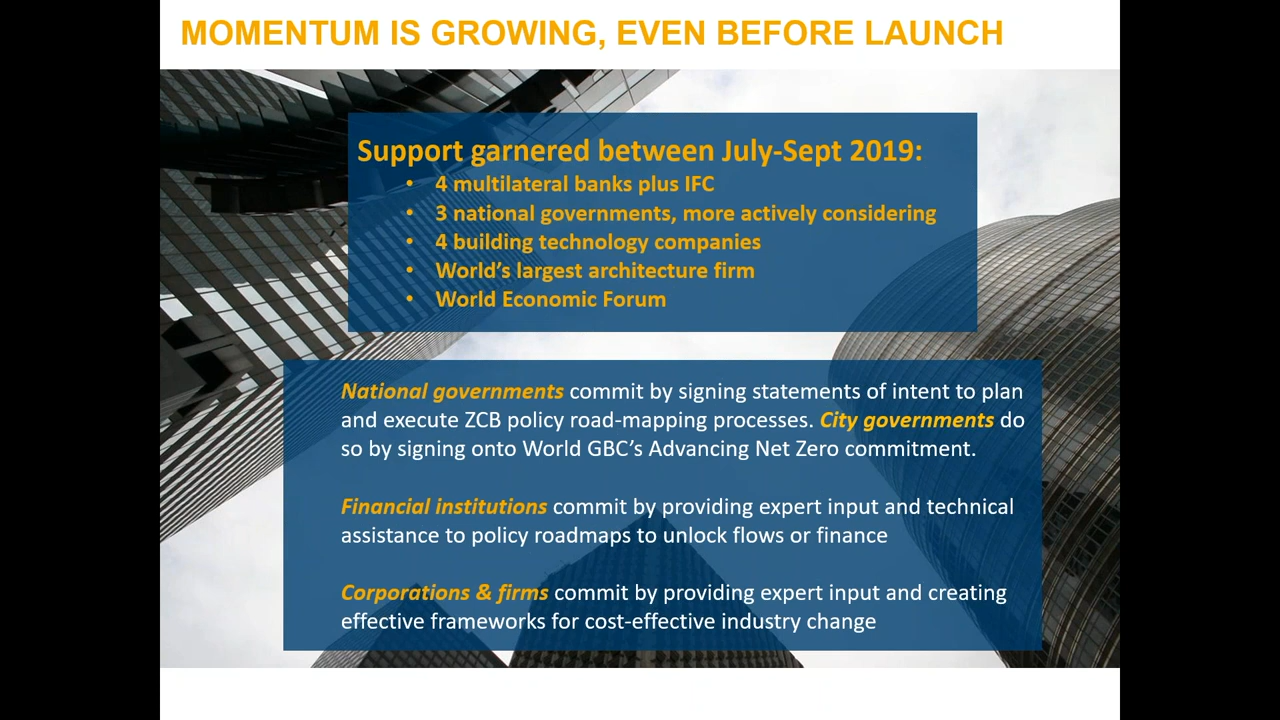 MOMENTUM IS GROWING, EVEN BEFORE LAUNCH
Support garnered between July-Sept 2019:
• 4 multilateral banks plus IFC
• 3 national governments, more actively considering
• 4 building technology companies
• World's largest architecture firm
• World Economic Forum
National governments commit by signing statements of intent to plan
and execute ZCB policy road-mapping processes. City governments do
so by signing onto World GBC's Advancing Net Zero commitment.
Financial institutions commit by providing expert input and technical
assistance to policy roadmaps to unlock flows or finance
Corporations & firms commit by providing expert input and creating
effective frameworks for cost-effective industry change